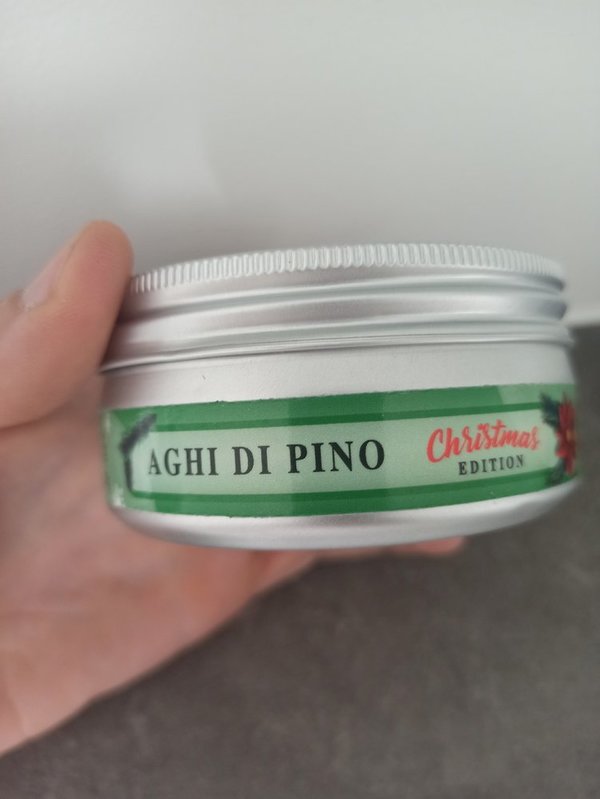 AGHI DI PINO
Christmas
EDITION